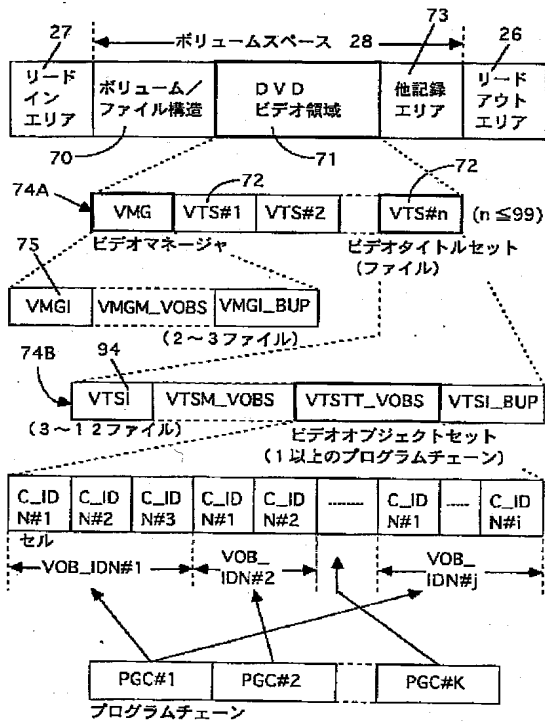 27
ボリュームスペース 28
73
26
リード
イン
エリア
ボリューム/
ファイル構造
DVD
ビデオ領域
他記録
エリア
リード
アウト
エリア
70
71
72
72
74A
VMG
VTS#1
VTS#2
VTS#n
(n ≦99)
ビデオマネージャ
ビデオタイトルセット
(ファイル)
75
VMGI
VMGM_VOBS
VMGI_BUP
(2〜3ファイル)
94
74B
VTSI
VTSM_VOBS
VTSTT_VOBS
VTSI_BUP
(3〜12ファイル)
ビデオオブジェクトセット
(1以上のプログラムチェーン)
C_ID
N#1
C_ID
N#2
C_ID
N#3
C_ID
N#1
C_ID
N#2
C_ID
N#1
C_ID
N#i
セル
VOB_IDN#1
VOB_
IDN#2
VOB_
IDN#j
PGC#1
PGC#2
PGC#K
プログラムチェーン